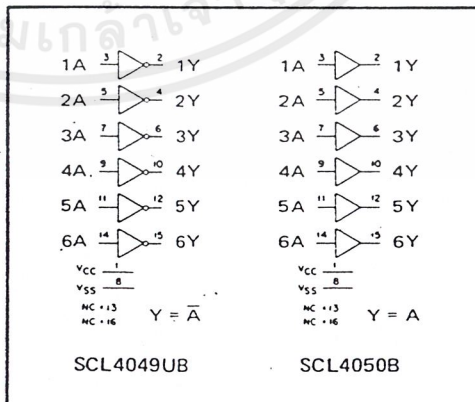 1A 3 2 1Y
2A 5 4 2Y
3A 7 6 3Y
4A 9 10 4Y
5A 11 12 5Y
6A 14 15 6Y
VCC 1
VSS 8
NC = 13
NC = 16
Y = A̅
SCL4049UB
1A 3 2 1Y
2A 5 4 2Y
3A 7 6 3Y
4A 9 10 4Y
5A 11 12 5Y
6A 14 15 6Y
VCC 1
VSS 8
NC = 13
NC = 16
Y = A
SCL4050B